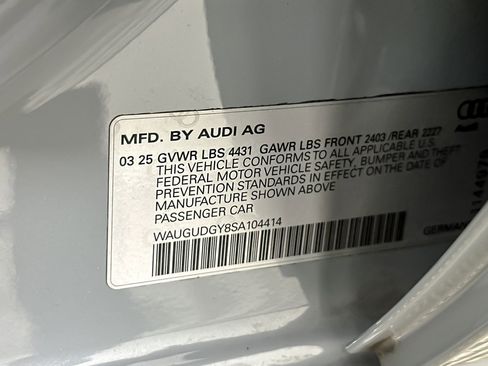 MFD. BY AUDI AG
03 25 GVWR LBS 4431 GAWR LBS FRONT 2403 /REAR 2227
THIS VEHICLE CONFORMS TO ALL APPLICABLE U.S.
FEDERAL MOTOR VEHICLE SAFETY, BUMPER AND THEFT
PREVENTION STANDARDS IN EFFECT ON THE DATE OF
MANUFACTURE SHOWN ABOVE
PASSENGER CAR
WAUGUDGY8SA104414
GERMAN